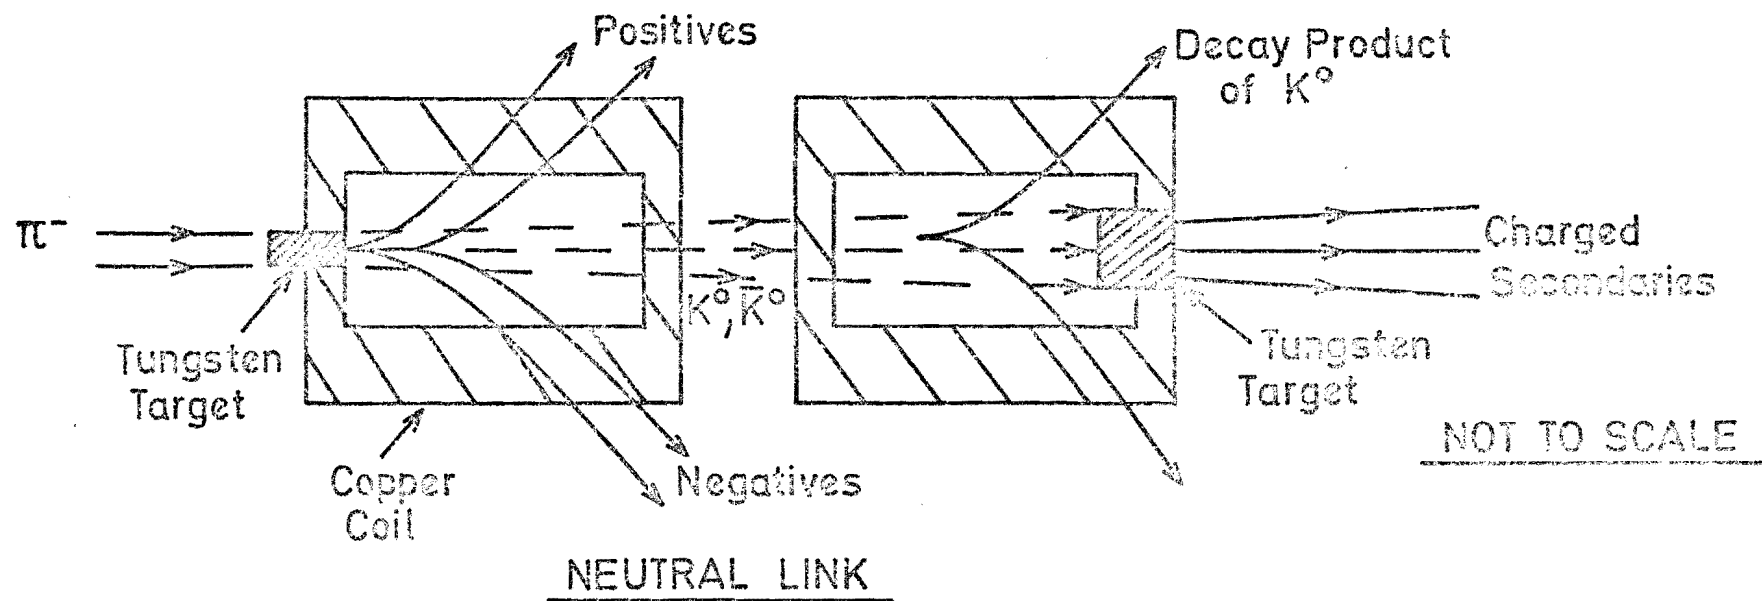 Positives
Decay Product
of K°
π⁻
K°, K̄°
Charged
Secondaries
Tungsten
Target
Tungsten
Target
NOT TO SCALE
Copper
Coil
Negatives
NEUTRAL LINK